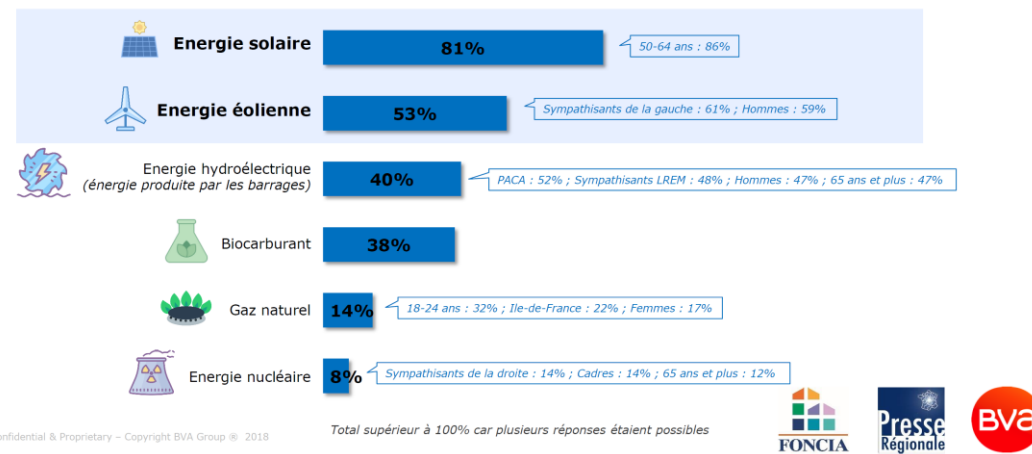 Energie solaire
81%
50-64 ans : 86%
Energie éolienne
53%
Sympathisants de la gauche : 61% ; Hommes : 59%
Energie hydroélectrique
(énergie produite par les barrages)
40%
PACA : 52% ; Sympathisants LREM : 48% ; Hommes : 47% ; 65 ans et plus : 47%
Biocarburant
38%
Gaz naturel
14%
18-24 ans : 32% ; Ile-de-France : 22% ; Femmes : 17%
Energie nucléaire
8%
Sympathisants de la droite : 14% ; Cadres : 14% ; 65 ans et plus : 12%
onfidential & Proprietary – Copyright BVA Group ® 2018
Total supérieur à 100% car plusieurs réponses étaient possibles
FONCIA
Presse
Régionale
BVA